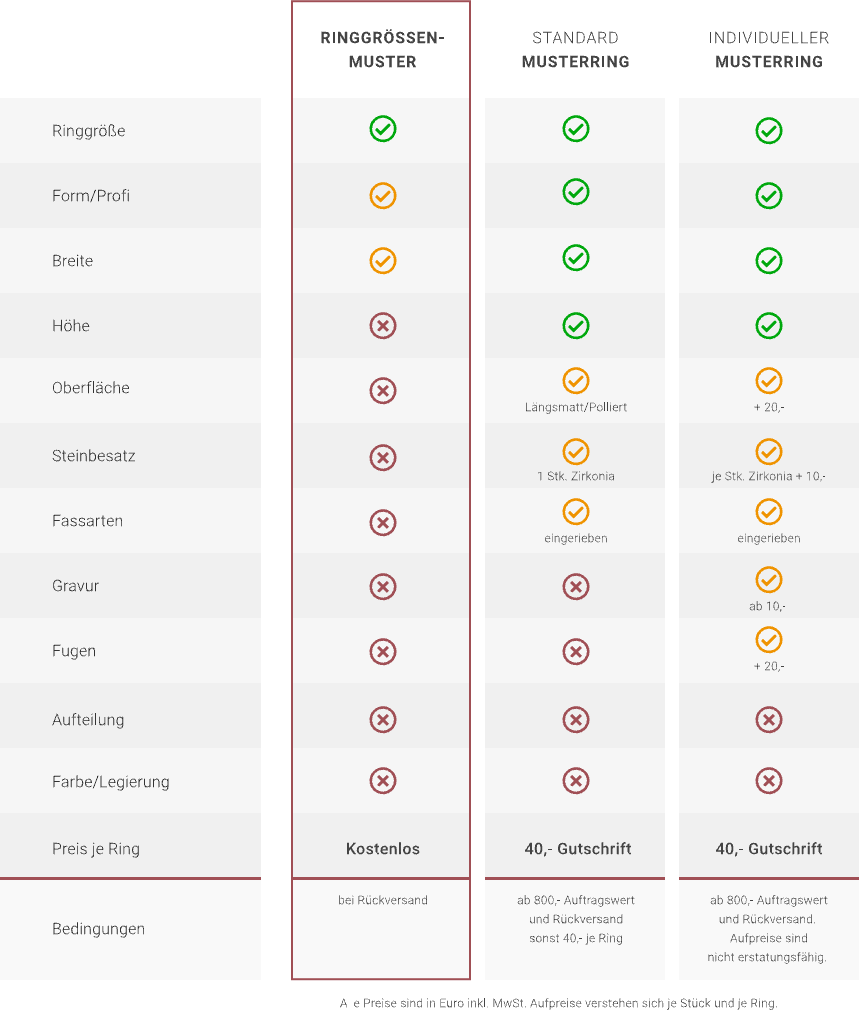 RINGGRÖSSEN-
MUSTER
STANDARD
MUSTERRING
INDIVIDUELLER
MUSTERRING
Ringgröße
Form/Profi
Breite
Höhe
Oberfläche
Längsmatt/Polliert
+ 20,-
Steinbesatz
1 Stk. Zirkonia
je Stk. Zirkonia + 10,-
Fassarten
eingerieben
eingerieben
Gravur
ab 10,-
Fugen
+ 20,-
Aufteilung
Farbe/Legierung
Preis je Ring
Kostenlos
40,- Gutschrift
40,- Gutschrift
Bedingungen
bei Rückversand
ab 800,- Auftragswert
und Rückversand
sonst 40,- je Ring
ab 800,- Auftragswert
und Rückversand.
Aufpreise sind
nicht erstatungsfähig.
A e Preise sind in Euro inkl. MwSt. Aufpreise verstehen sich je Stück und je Ring.